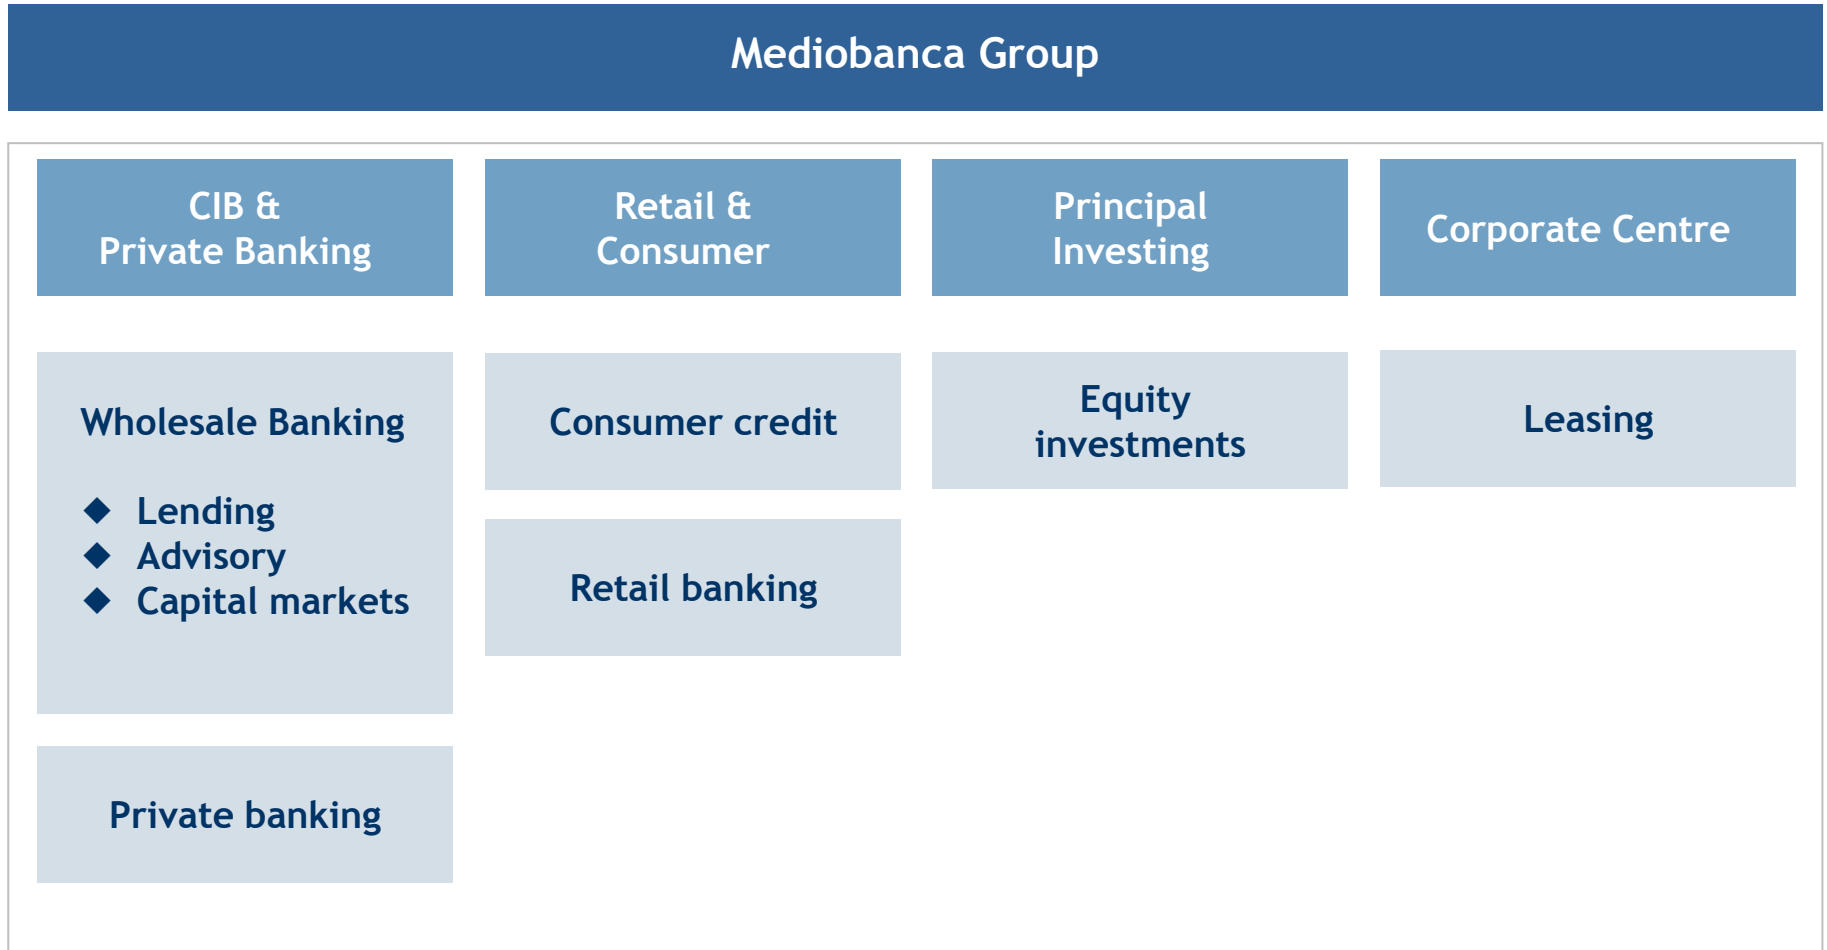 Mediobanca Group
CIB &
Private Banking
Retail &
Consumer
Principal
Investing
Corporate Centre
Wholesale Banking
◆ Lending
◆ Advisory
◆ Capital markets
Private banking
Consumer credit
Retail banking
Equity
investments
Leasing